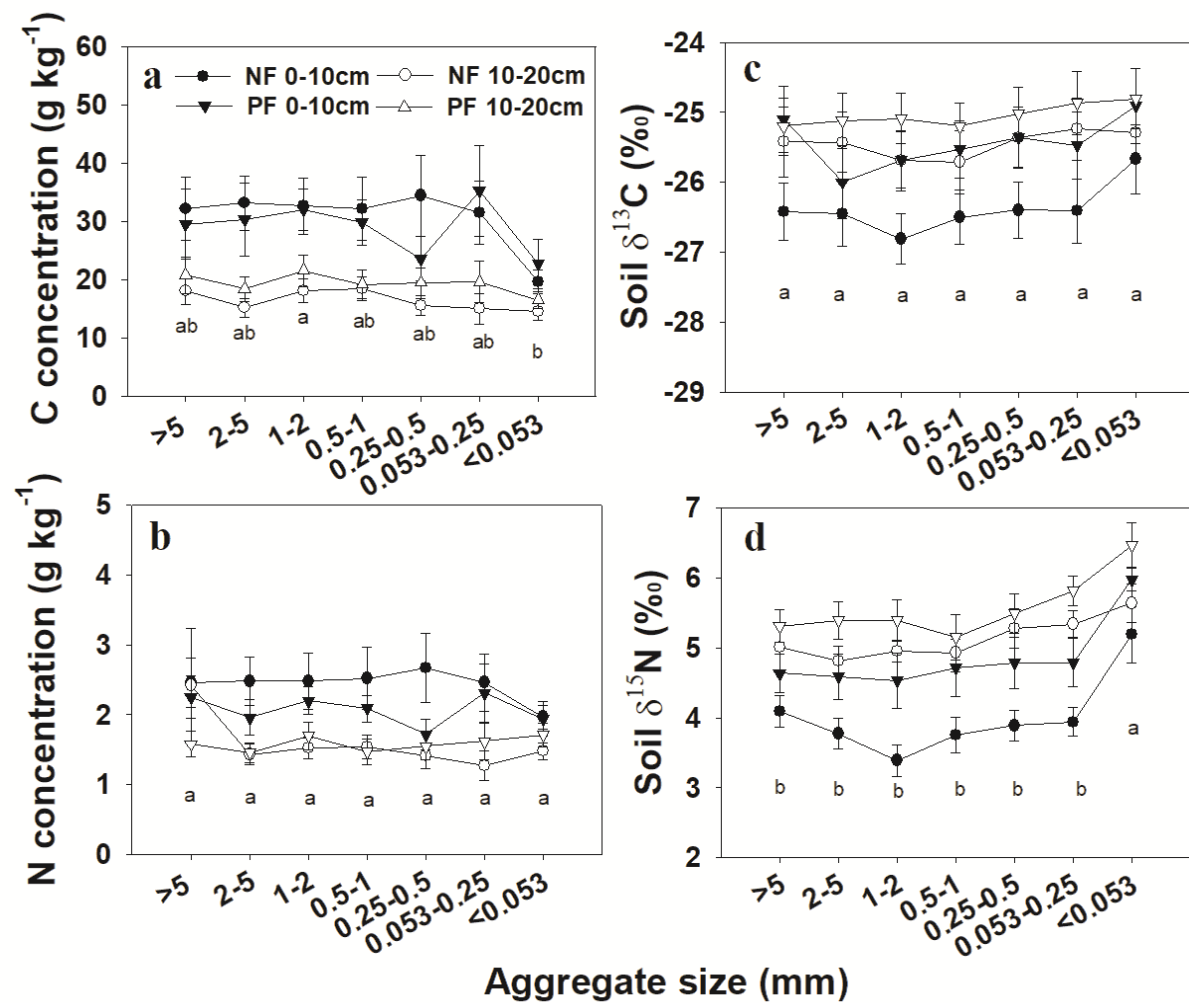 C concentration (g kg⁻¹)
60
50
40
30
20
10
0
a
NF 0-10cm
NF 10-20cm
PF 0-10cm
PF 10-20cm
ab
ab
a
ab
ab
ab
b
>5
2-5
1-2
0.5-1
0.25-0.5
0.053-0.25
<0.053
Soil δ¹³C (‰)
-24
-25
-26
-27
-28
-29
c
a
a
a
a
a
a
a
>5
2-5
1-2
0.5-1
0.25-0.5
0.053-0.25
<0.053
N concentration (g kg⁻¹)
5
4
3
2
1
0
b
a
a
a
a
a
a
a
>5
2-5
1-2
0.5-1
0.25-0.5
0.053-0.25
<0.053
Soil δ¹⁵N (‰)
7
6
5
4
3
2
d
b
b
b
b
b
b
a
>5
2-5
1-2
0.5-1
0.25-0.5
0.053-0.25
<0.053
Aggregate size (mm)